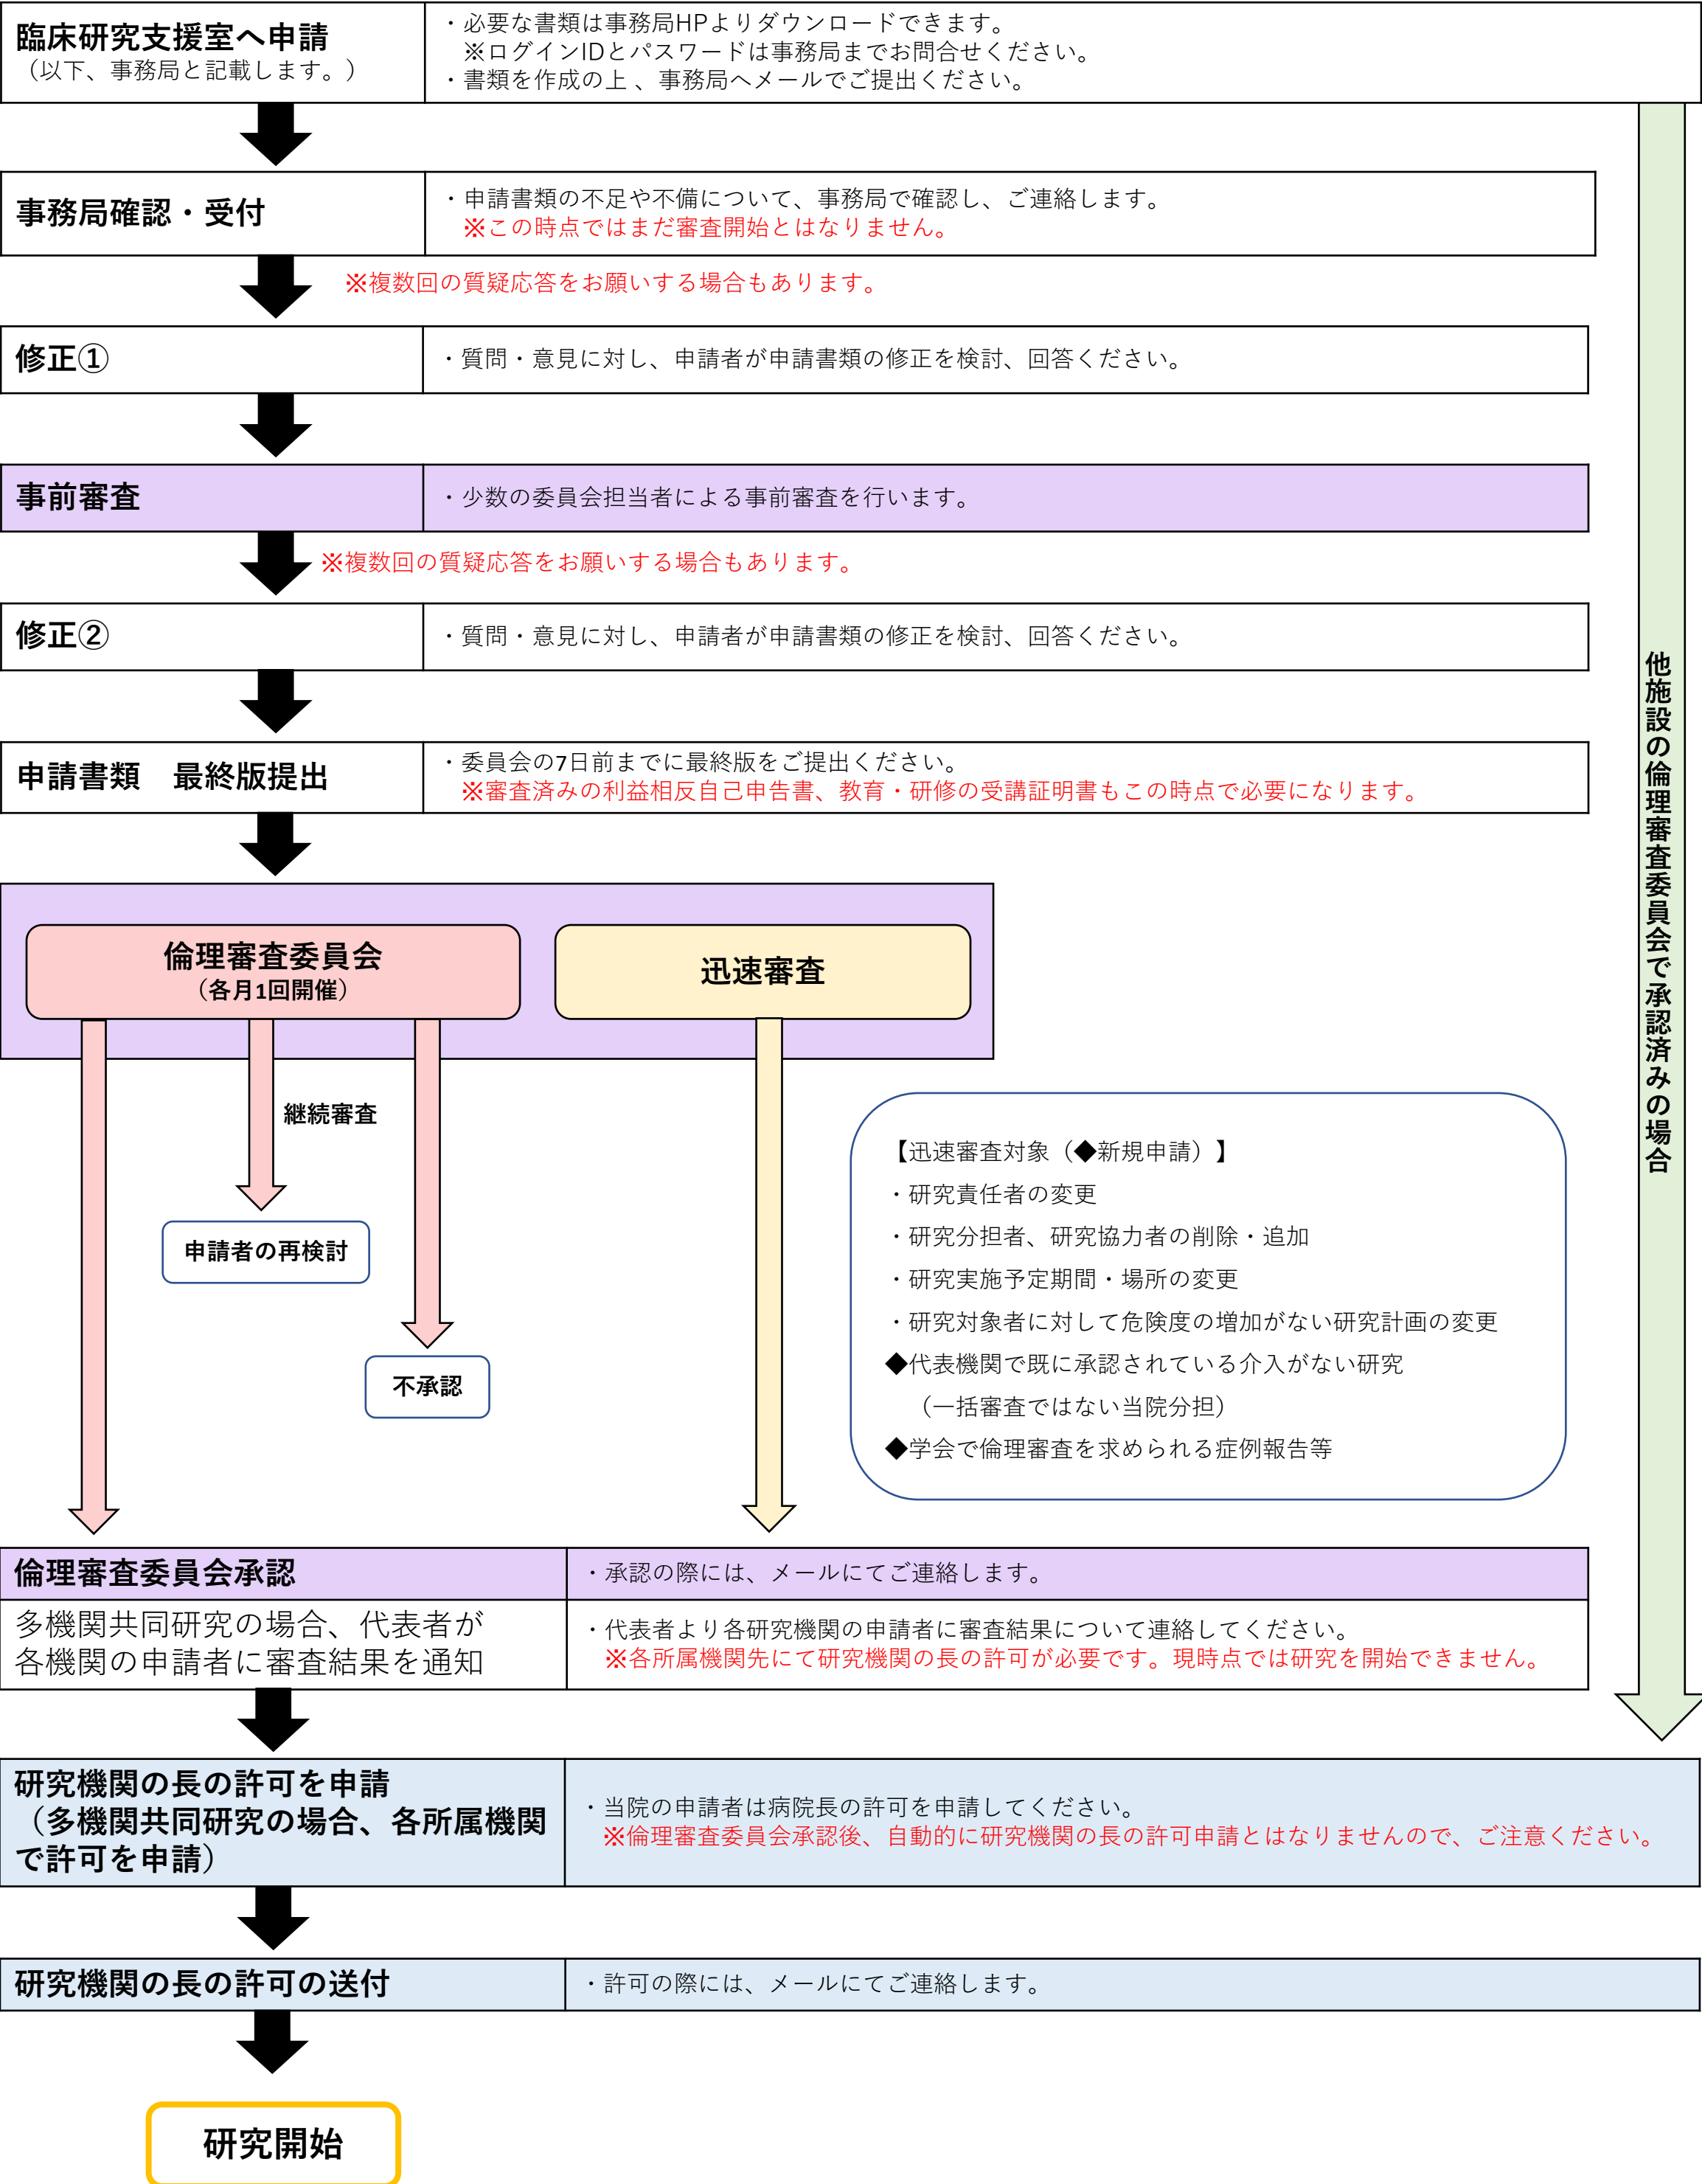 臨床研究支援室へ申請
（以下、事務局と記載します。）
・必要な書類は事務局HPよりダウンロードできます。
※ログインIDとパスワードは事務局までお問合せください。
・書類を作成の上 、事務局へメールでご提出ください。
事務局確認・受付
・申請書類の不足や不備について、事務局で確認し、ご連絡します。
※この時点ではまだ審査開始とはなりません。
※複数回の質疑応答をお願いする場合もあります。
修正①
・質問・意見に対し、申請者が申請書類の修正を検討、回答ください。
事前審査
・少数の委員会担当者による事前審査を行います。
※複数回の質疑応答をお願いする場合もあります。
修正②
・質問・意見に対し、申請者が申請書類の修正を検討、回答ください。
申請書類　最終版提出
・委員会の7日前までに最終版をご提出ください。
※審査済みの利益相反自己申告書、教育・研修の受講証明書もこの時点で必要になります。
他施設の倫理審査委員会で承認済みの場合
倫理審査委員会
（各月1回開催）
迅速審査
継続審査
申請者の再検討
不承認
【迅速審査対象（◆新規申請）】
・研究責任者の変更
・研究分担者、研究協力者の削除・追加
・研究実施予定期間・場所の変更
・研究対象者に対して危険度の増加がない研究計画の変更
◆代表機関で既に承認されている介入がない研究
（一括審査ではない当院分担）
◆学会で倫理審査を求められる症例報告等
倫理審査委員会承認
・承認の際には、メールにてご連絡します。
多機関共同研究の場合、代表者が
各機関の申請者に審査結果を通知
・代表者より各研究機関の申請者に審査結果について連絡してください。
※各所属機関先にて研究機関の長の許可が必要です。現時点では研究を開始できません。
研究機関の長の許可を申請
（多機関共同研究の場合、各所属機関
で許可を申請）
・当院の申請者は病院長の許可を申請してください。
※倫理審査委員会承認後、自動的に研究機関の長の許可申請とはなりませんので、ご注意ください。
研究機関の長の許可の送付
・許可の際には、メールにてご連絡します。
研究開始